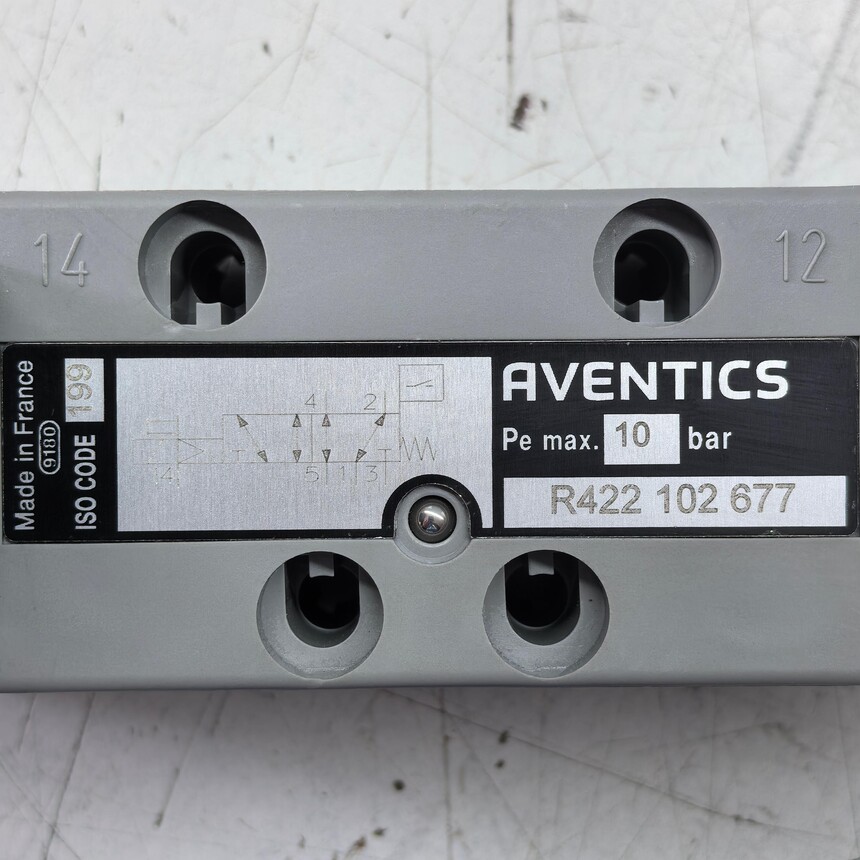 14
12
Made in France
9180
ISO CODE 199
4 2
14
5 1 3
AVENTICS
Pe max. 10 bar
R422 102 677